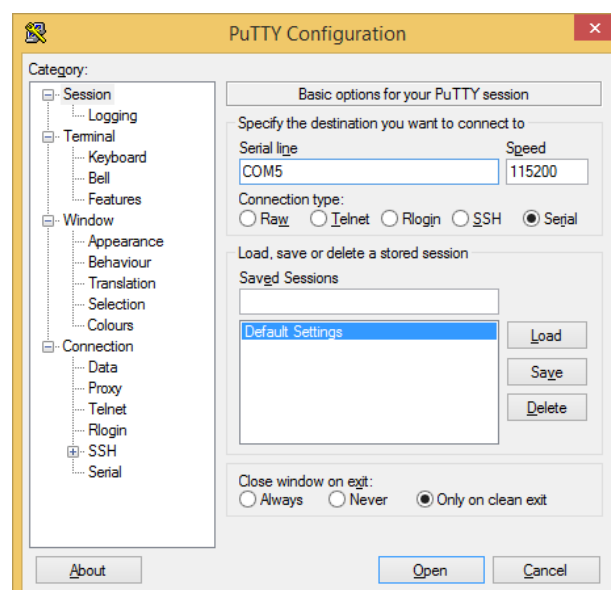 PuTTY Configuration
Category:
Session
Logging
Terminal
Keyboard
Bell
Features
Window
Appearance
Behaviour
Translation
Selection
Colours
Connection
Data
Proxy
Telnet
Rlogin
SSH
Serial
Basic options for your PuTTY session
Specify the destination you want to connect to
Serial line Speed
COM5 115200
Connection type:
Raw Telnet Rlogin SSH Serial
Load, save or delete a stored session
Saved Sessions
Default Settings
Load
Save
Delete
Close window on exit:
Always Never Only on clean exit
About Open Cancel